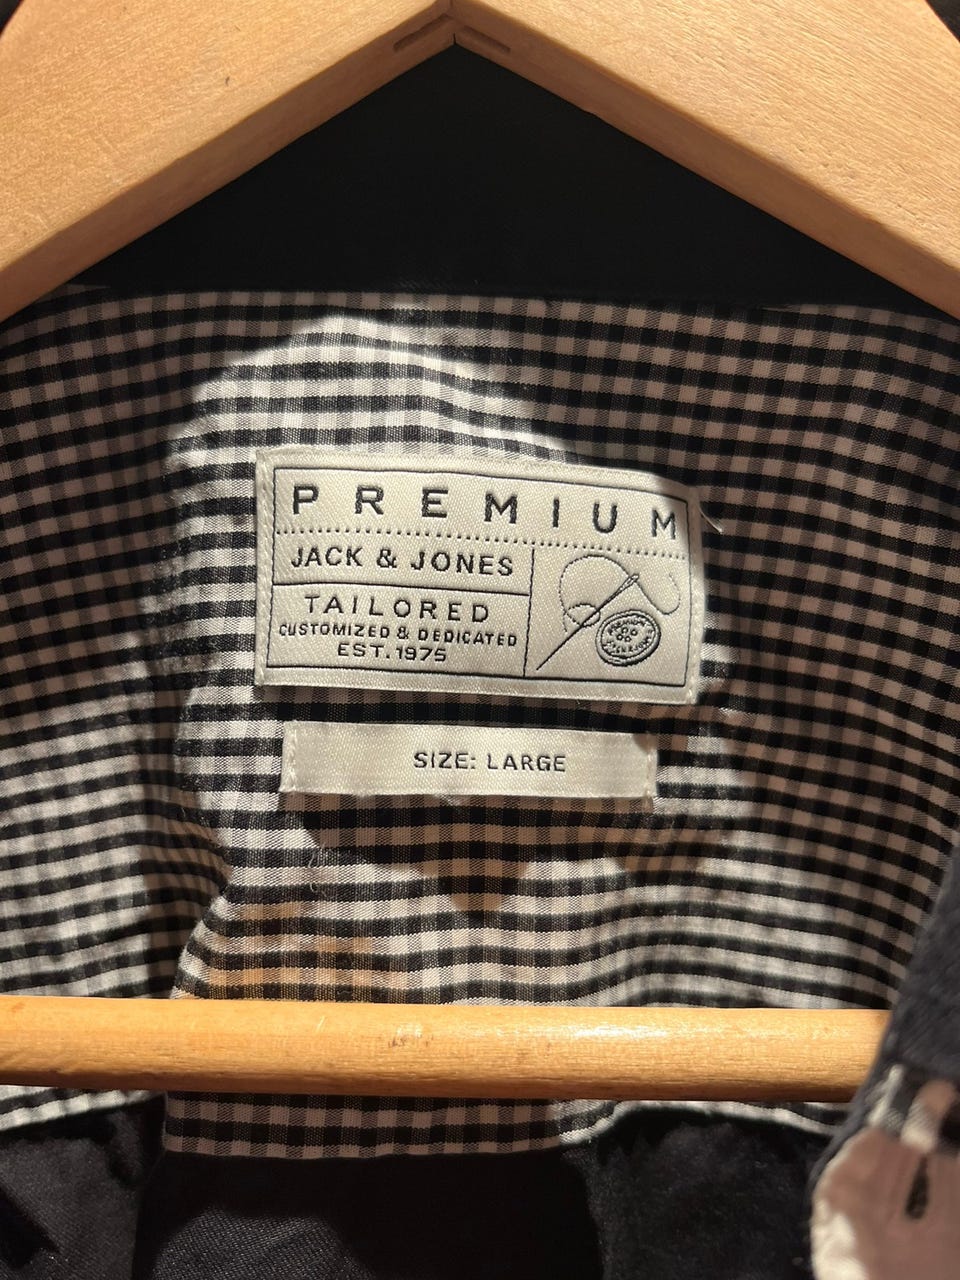 PREMIUM
JACK & JONES
TAILORED
CUSTOMIZED & DEDICATED
EST.1975
SIZE: LARGE